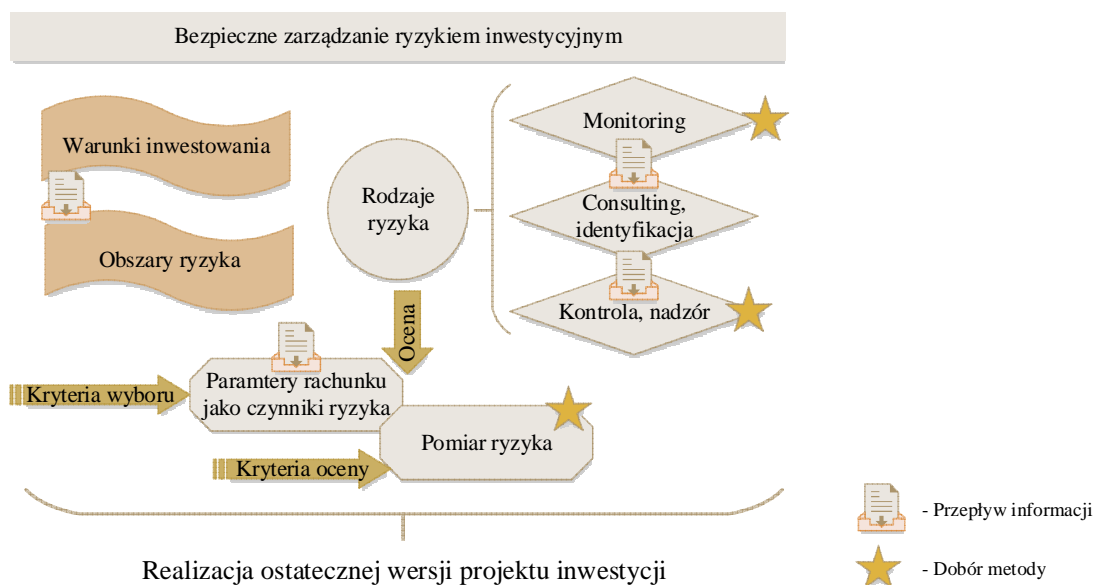 Bezpieczne zarządzanie ryzykiem inwestycyjnym
Warunki inwestowania
Obszary ryzyka
Rodzaje
ryzyka
Monitoring
Consulting,
identyfikacja
Kontrola, nadzór
Ocena
Kryteria wyboru
Paramtery rachunku
jako czynniki ryzyka
Kryteria oceny
Pomiar ryzyka
Realizacja ostatecznej wersji projektu inwestycji
- Przepływ informacji
- Dobór metody